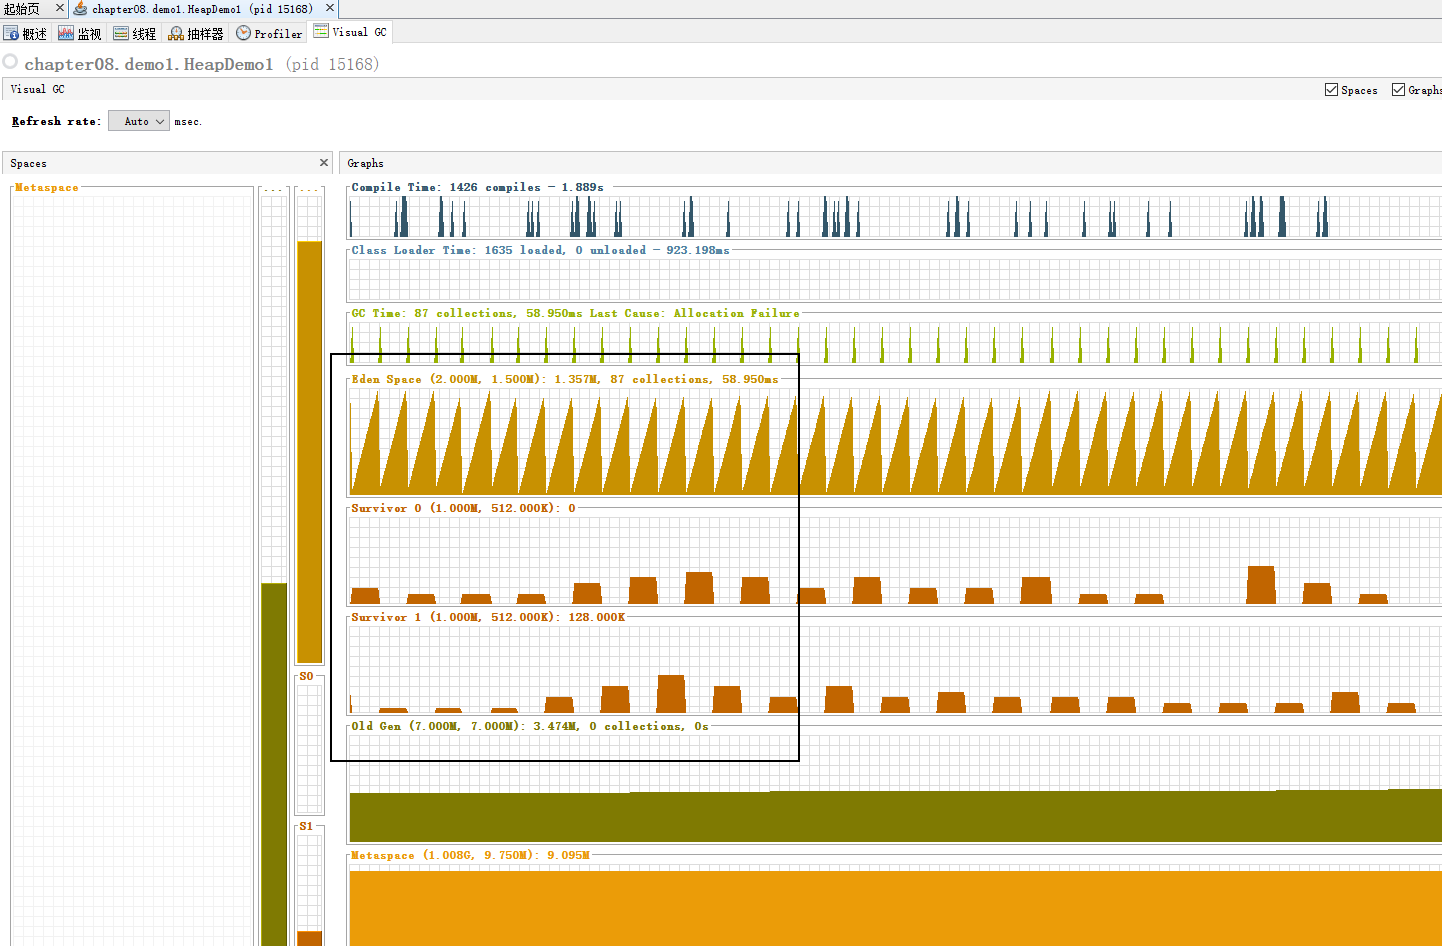 起始页
chapter08.demo1.HeapDemo1 (pid 15168)
概述 监视 线程 抽样器 Profiler Visual GC
chapter08.demo1.HeapDemo1 (pid 15168)
Visual GC
Spaces Graphs
Refresh rate: Auto msec.
Spaces
Graphs
Metaspace
...
...
S0
S1
Compile Time: 1426 compiles - 1.889s
Class Loader Time: 1635 loaded, 0 unloaded - 923.198ms
GC Time: 87 collections, 58.950ms Last Cause: Allocation Failure
Eden Space (2.000M, 1.500M): 1.357M, 87 collections, 58.950ms
Survivor 0 (1.000M, 512.000K): 0
Survivor 1 (1.000M, 512.000K): 128.000K
Old Gen (7.000M, 7.000M): 3.474M, 0 collections, 0s
Metaspace (1.008G, 9.750M): 9.095M